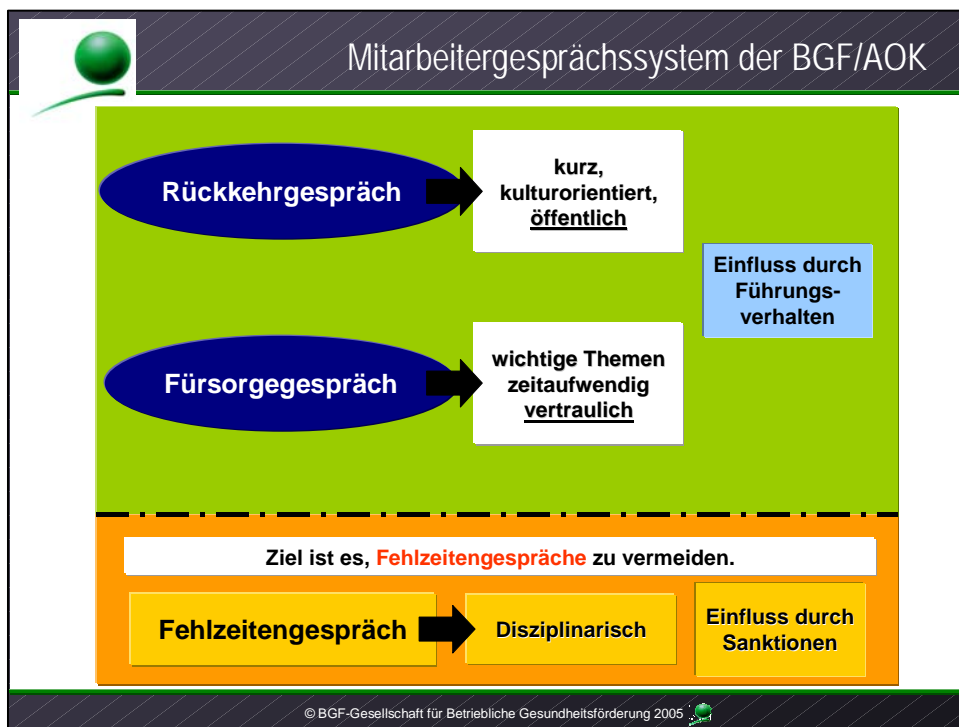 Mitarbeitergesprächssystem der BGF/AOK
Rückkehrgespräch
kurz,
kulturorientiert,
öffentlich
Einfluss durch
Führungs-
verhalten
Fürsorgegespräch
wichtige Themen
zeitaufwendig
vertraulich
Ziel ist es, Fehlzeitengespräche zu vermeiden.
Fehlzeitengespräch
Disziplinarisch
Einfluss durch
Sanktionen
© BGF-Gesellschaft für Betriebliche Gesundheitsförderung 2005